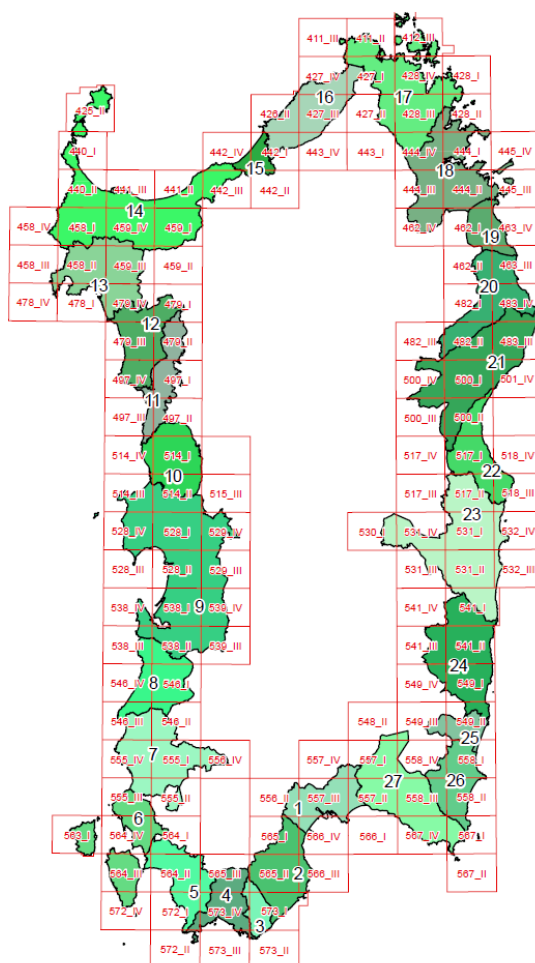 411_III 411_II 412_III
427_IV 427_I 428_IV 428_I
425_II
16 17
426_II 427_III 427_II 428_III 428_II
440_I 442_IV 442_I 443_IV 443_I 444_IV 444_I 445_IV
15 18
440_II 441_III 441_II 442_III 442_II 444_III 444_II 445_III
14
458_IV 458_I 459_IV 459_I 462_IV 462_I 463_IV
19
458_III 458_II 459_III 459_II 462_II 463_III
13 20
478_IV 478_I 479_IV 479_I 482_I 483_IV
12
479_III 479_II 482_III 482_II 483_III
21
497_IV 497_I 500_IV 500_I 501_IV
11
497_III 497_II 500_III 500_II
514_IV 514_I 517_IV 517_I 518_IV
10 22
514_III 514_II 515_III 517_III 517_II 518_III
23
528_IV 528_I 529_IV 530_I 531_I 532_IV
528_III 528_II 529_III 531_III 531_II 532_III
538_IV 538_I 9 539_IV 541_IV 541_I
538_III 538_II 539_III 541_III 541_II
24
8
546_IV 546_I 549_IV 549_I
546_III 546_II 548_II 549_III 549_II
25
7
555_IV 555_I 556_IV 557_I 558_IV 558_I
27 26
555_III 555_II 556_II 557_III 557_II 558_III 558_II
1
6
563_I 564_IV 564_I 565_I 566_IV 566_I 567_IV 567_I
564_III 564_II 565_III 565_II 566_III 567_II
2
5 4
572_IV 572_I 573_IV 573_I
3
572_II 573_III 573_II